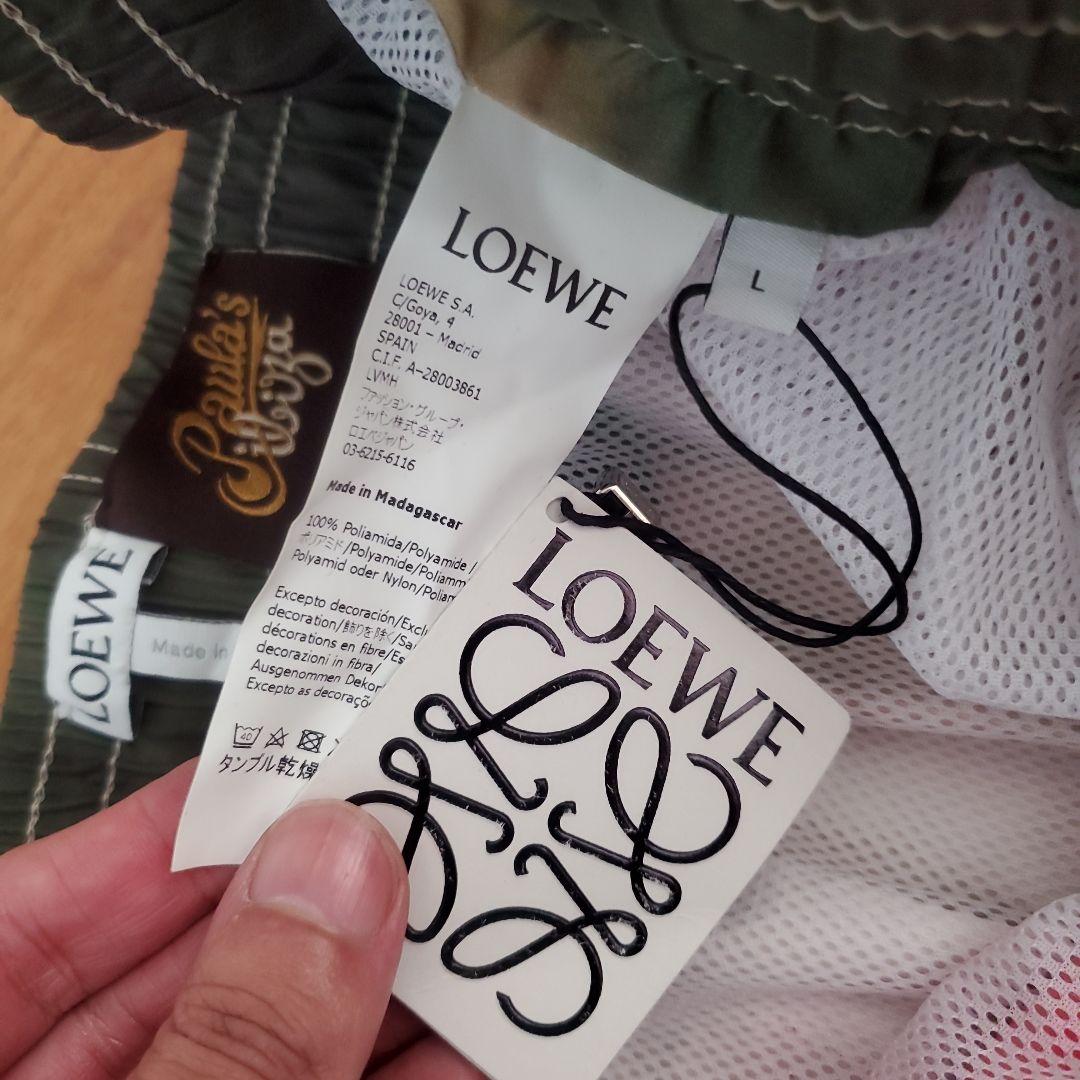 LOEWE
LOEWE S.A.
C/Goya, 4
28001 – Madrid
SPAIN
C.I.F. A-28003861
LVMH
ファッション・グループ・
ジャパン株式会社
ロエベジャパン
03-6215-6116
Made in Madagascar
100% Poliamida/Polyamide /
ポリアミド/Polyamide/Poliamm
Polyamid oder Nylon/Poliam
Excepto decoración/Exclu
decoration/飾りを除く/Sa
décorations en fibre/Es
decorazioni in fibra/
Ausgenommen Dekor
Excepto as decoraçõ
40
タンブル乾燥
L
Paula's
Ibiza
LOEWE
Made in
LOEWE